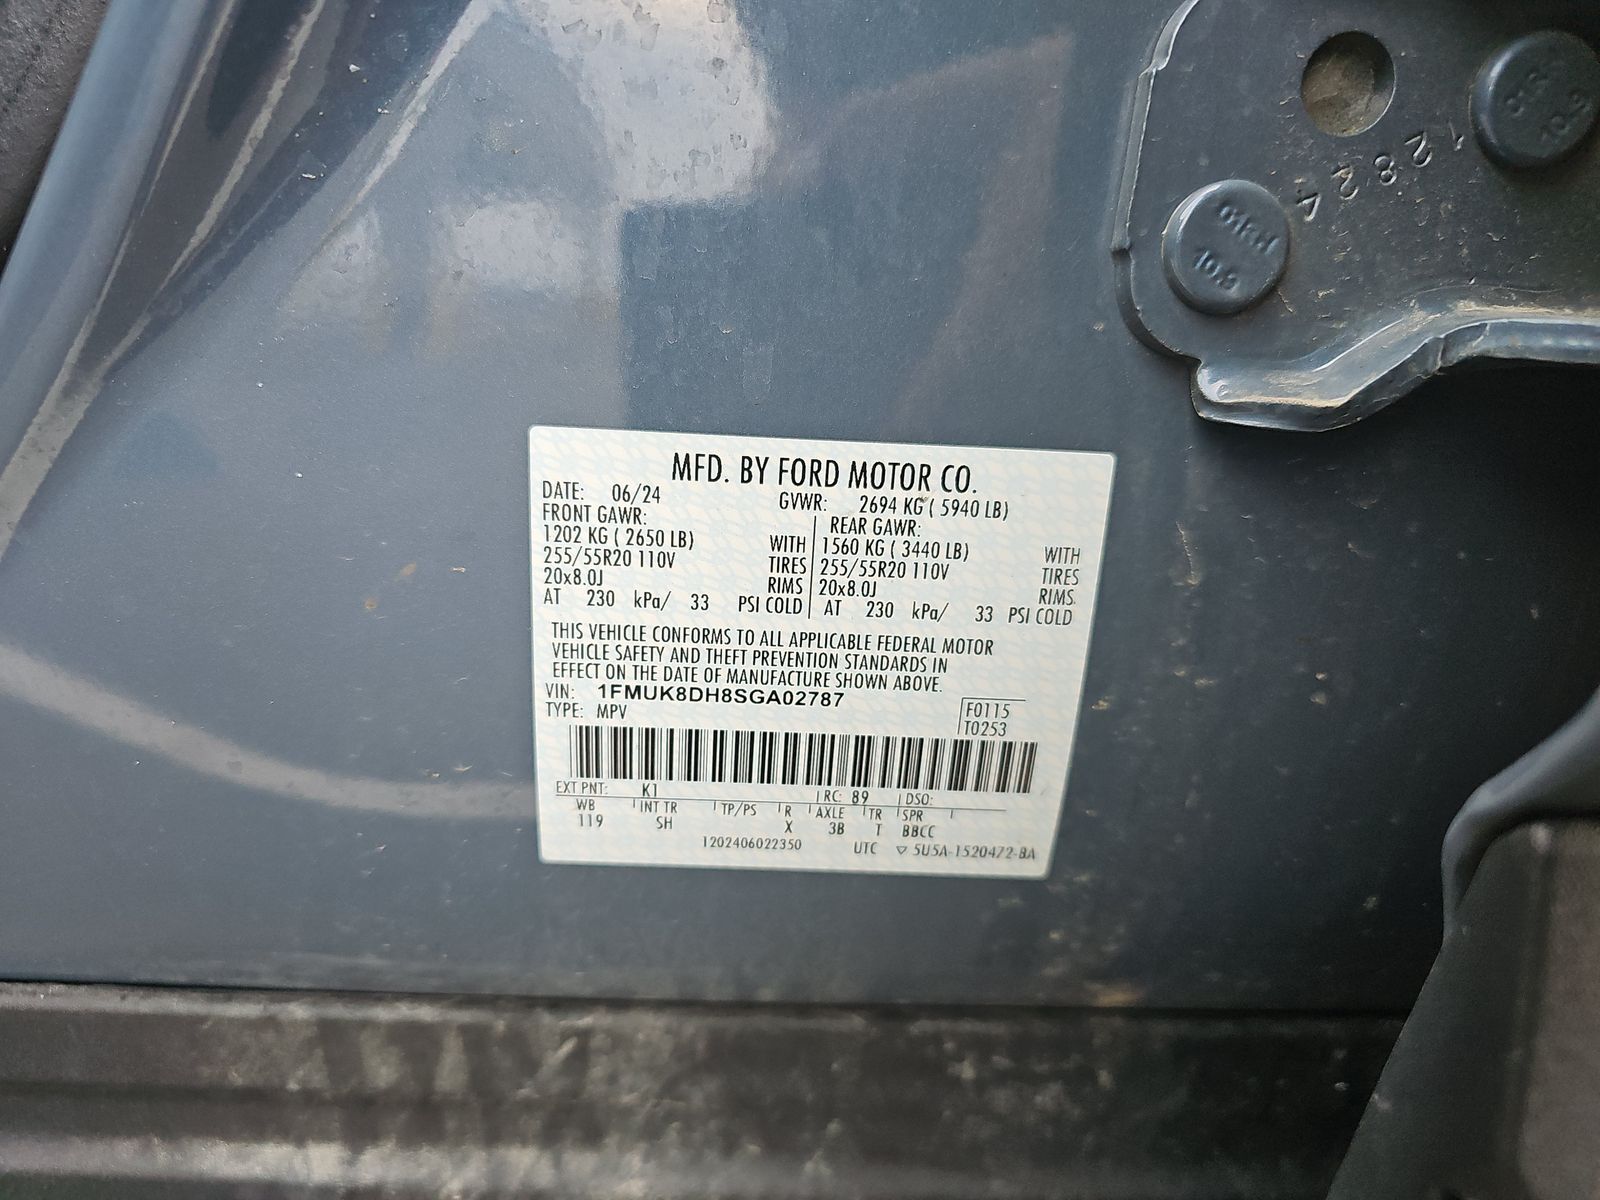 12824
10.9
10.9
MFD. BY FORD MOTOR CO.
DATE: 06/24 GVWR: 2694 KG ( 5940 LB)
FRONT GAWR: REAR GAWR:
1202 KG ( 2650 LB) WITH 1560 KG ( 3440 LB) WITH
255/55R20 110V TIRES 255/55R20 110V TIRES
20x8.0J RIMS 20x8.0J RIMS
AT 230 kPa/ 33 PSI COLD AT 230 kPa/ 33 PSI COLD
THIS VEHICLE CONFORMS TO ALL APPLICABLE FEDERAL MOTOR
VEHICLE SAFETY AND THEFT PREVENTION STANDARDS IN
EFFECT ON THE DATE OF MANUFACTURE SHOWN ABOVE.
VIN: 1FMUK8DH8SGA02787 F0115
TYPE: MPV T0253
EXT PNT: K1 RC: 89 DSO:
WB INT TR TP/PS R AXLE TR SPR
119 SH X 3B T BBCC
1202406022350 UTC ▽ 5U5A-1520472-BA